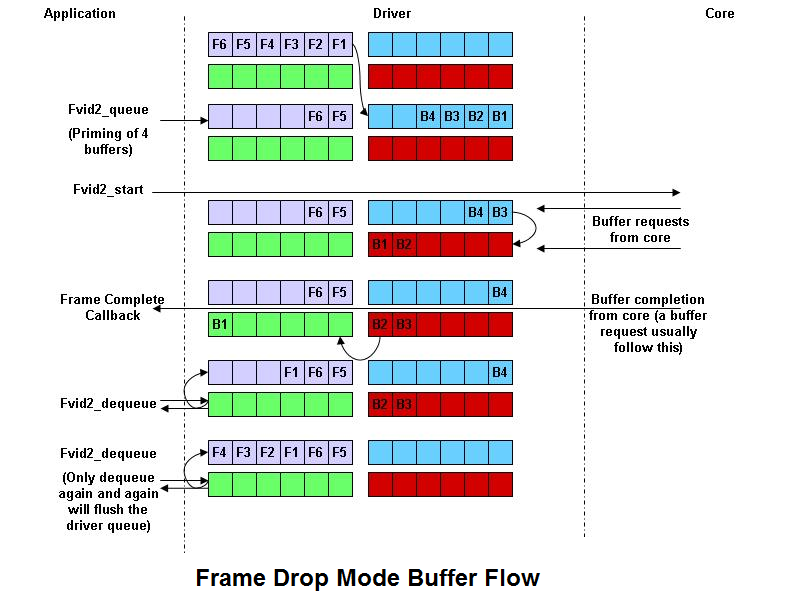 Application Driver Core
F6 F5 F4 F3 F2 F1
Fvid2_queue
(Priming of 4
buffers)
F6 F5 B4 B3 B2 B1
Fvid2_start
F6 F5 B4 B3
Buffer requests
from core
B1 B2
F6 F5 B4
Frame Complete
Callback
Buffer completion
from core (a buffer
request usually
follow this)
B1 B2 B3
F1 F6 F5 B4
Fvid2_dequeue
B2 B3
Fvid2_dequeue
F4 F3 F2 F1 F6 F5
(Only dequeue
again and again
will flush the
driver queue)
Frame Drop Mode Buffer Flow